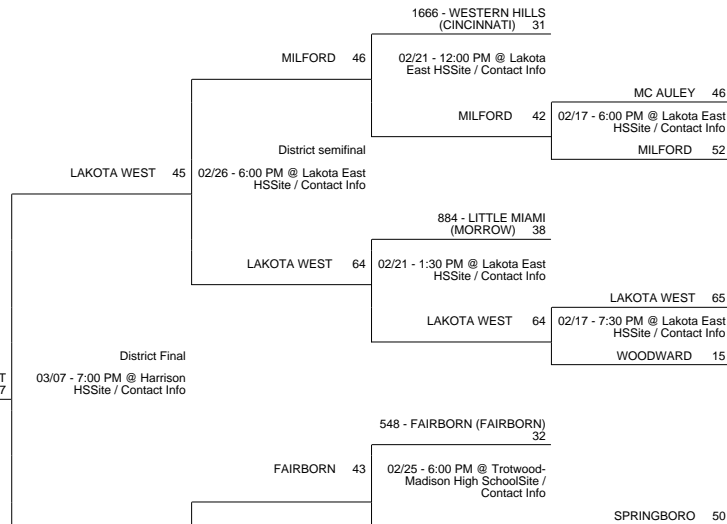 1666 - WESTERN HILLS
(CINCINNATI) 31
MILFORD 46
02/21 - 12:00 PM @ Lakota
East HSSite / Contact Info
MC AULEY 46
MILFORD 42
02/17 - 6:00 PM @ Lakota East
HSSite / Contact Info
District semifinal
MILFORD 52
LAKOTA WEST 45
02/26 - 6:00 PM @ Lakota East
HSSite / Contact Info
884 - LITTLE MIAMI
(MORROW) 38
LAKOTA WEST 64
02/21 - 1:30 PM @ Lakota East
HSSite / Contact Info
LAKOTA WEST 65
LAKOTA WEST 64
02/17 - 7:30 PM @ Lakota East
HSSite / Contact Info
District Final
WOODWARD 15
T
7
03/07 - 7:00 PM @ Harrison
HSSite / Contact Info
548 - FAIRBORN (FAIRBORN)
32
FAIRBORN 43
02/25 - 6:00 PM @ Trotwood-
Madison High SchoolSite /
Contact Info
SPRINGBORO 50